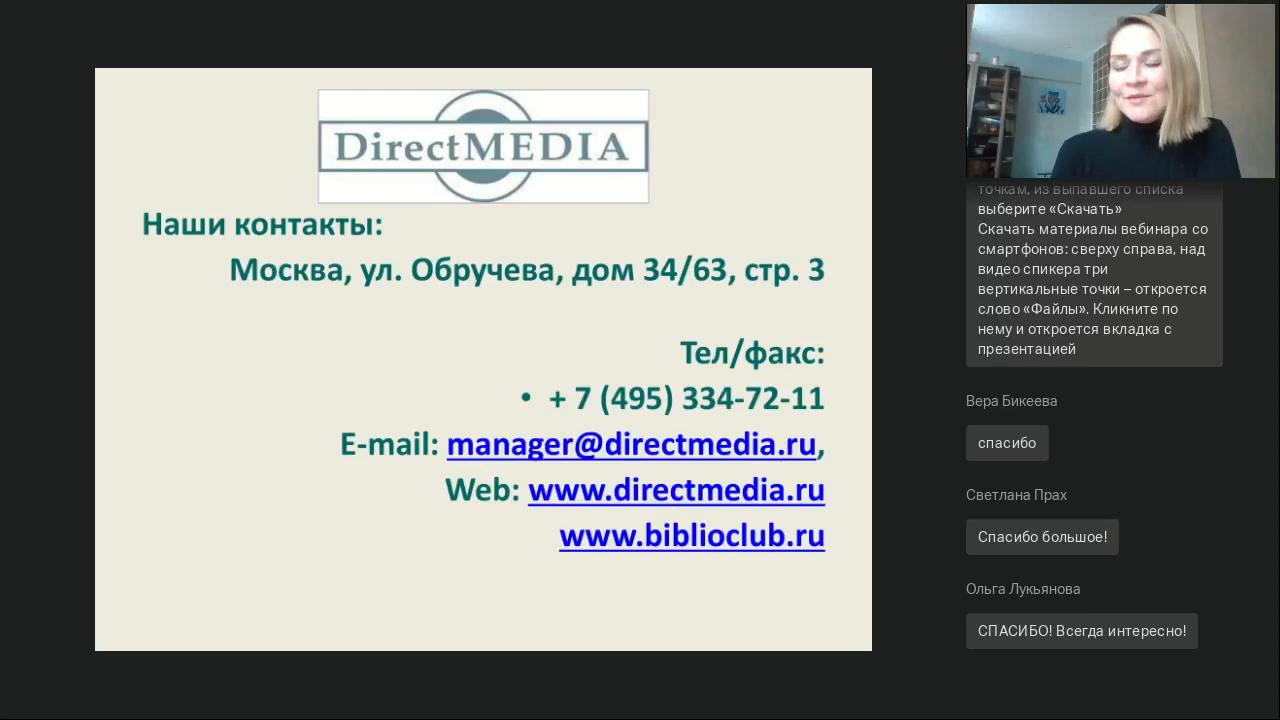 DirectMEDIA
Наши контакты:
Москва, ул. Обручева, дом 34/63, стр. 3
Тел/факс:
• + 7 (495) 334-72-11
E-mail: manager@directmedia.ru,
Web: www.directmedia.ru
www.biblioclub.ru
точкам, из выпавшего списка
выберите «Скачать»
Скачать материалы вебинара со
смартфонов: сверху справа, над
видео спикера три
вертикальные точки – откроется
слово «Файлы». Кликните по
нему и откроется вкладка с
презентацией
Вера Бикеева
спасибо
Светлана Прах
Спасибо большое!
Ольга Лукьянова
СПАСИБО! Всегда интересно!